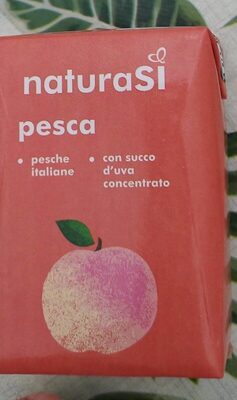 naturaSì
pesca
• pesche
italiane
• con succo
d'uva
concentrato